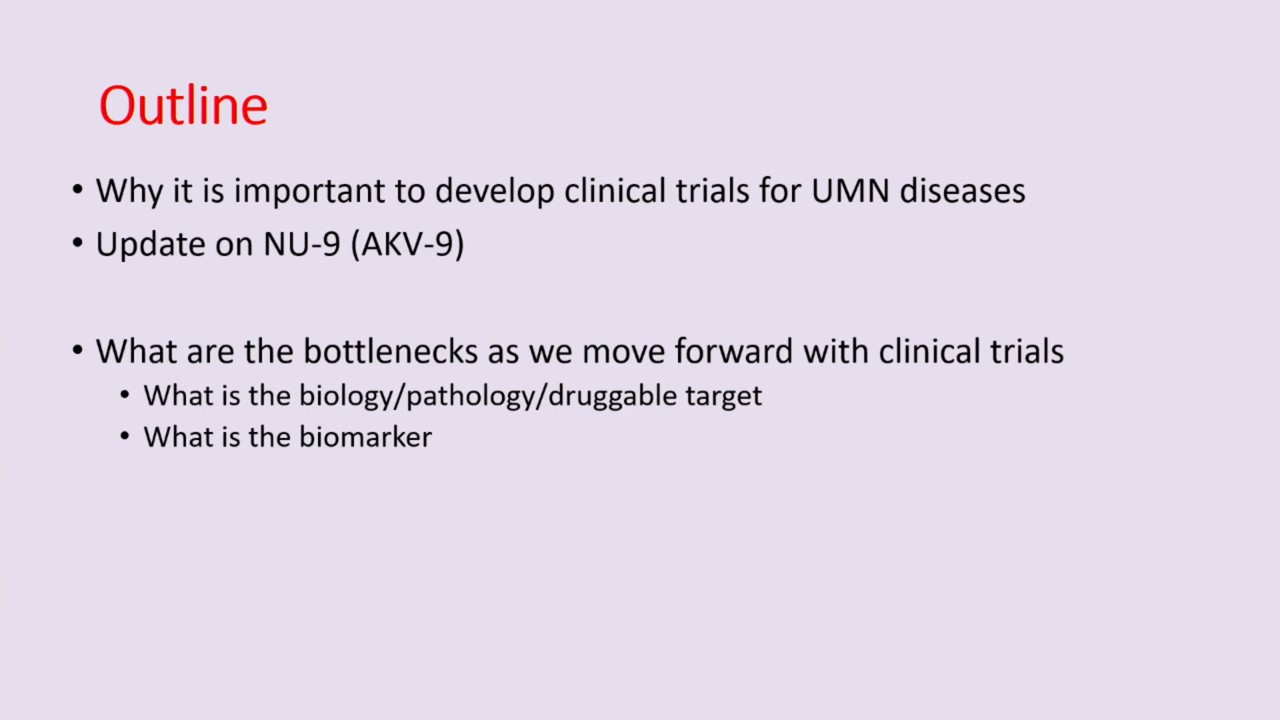 Outline
• Why it is important to develop clinical trials for UMN diseases
• Update on NU-9 (AKV-9)
• What are the bottlenecks as we move forward with clinical trials
• What is the biology/pathology/druggable target
• What is the biomarker